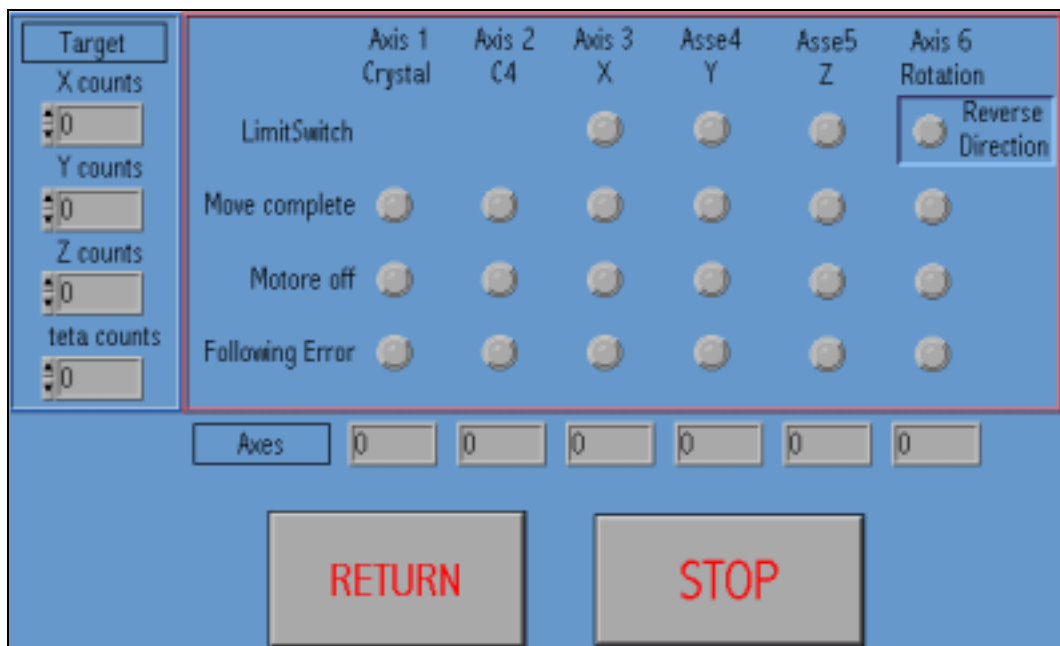 Target
X counts
0
Y counts
0
Z counts
0
teta counts
0
Axis 1 Axis 2 Axis 3 Asse4 Asse5 Axis 6
Crystal C4 X Y Z Rotation
LimitSwitch
Reverse
Direction
Move complete
Motore off
Following Error
Axes 0 0 0 0 0 0
RETURN STOP